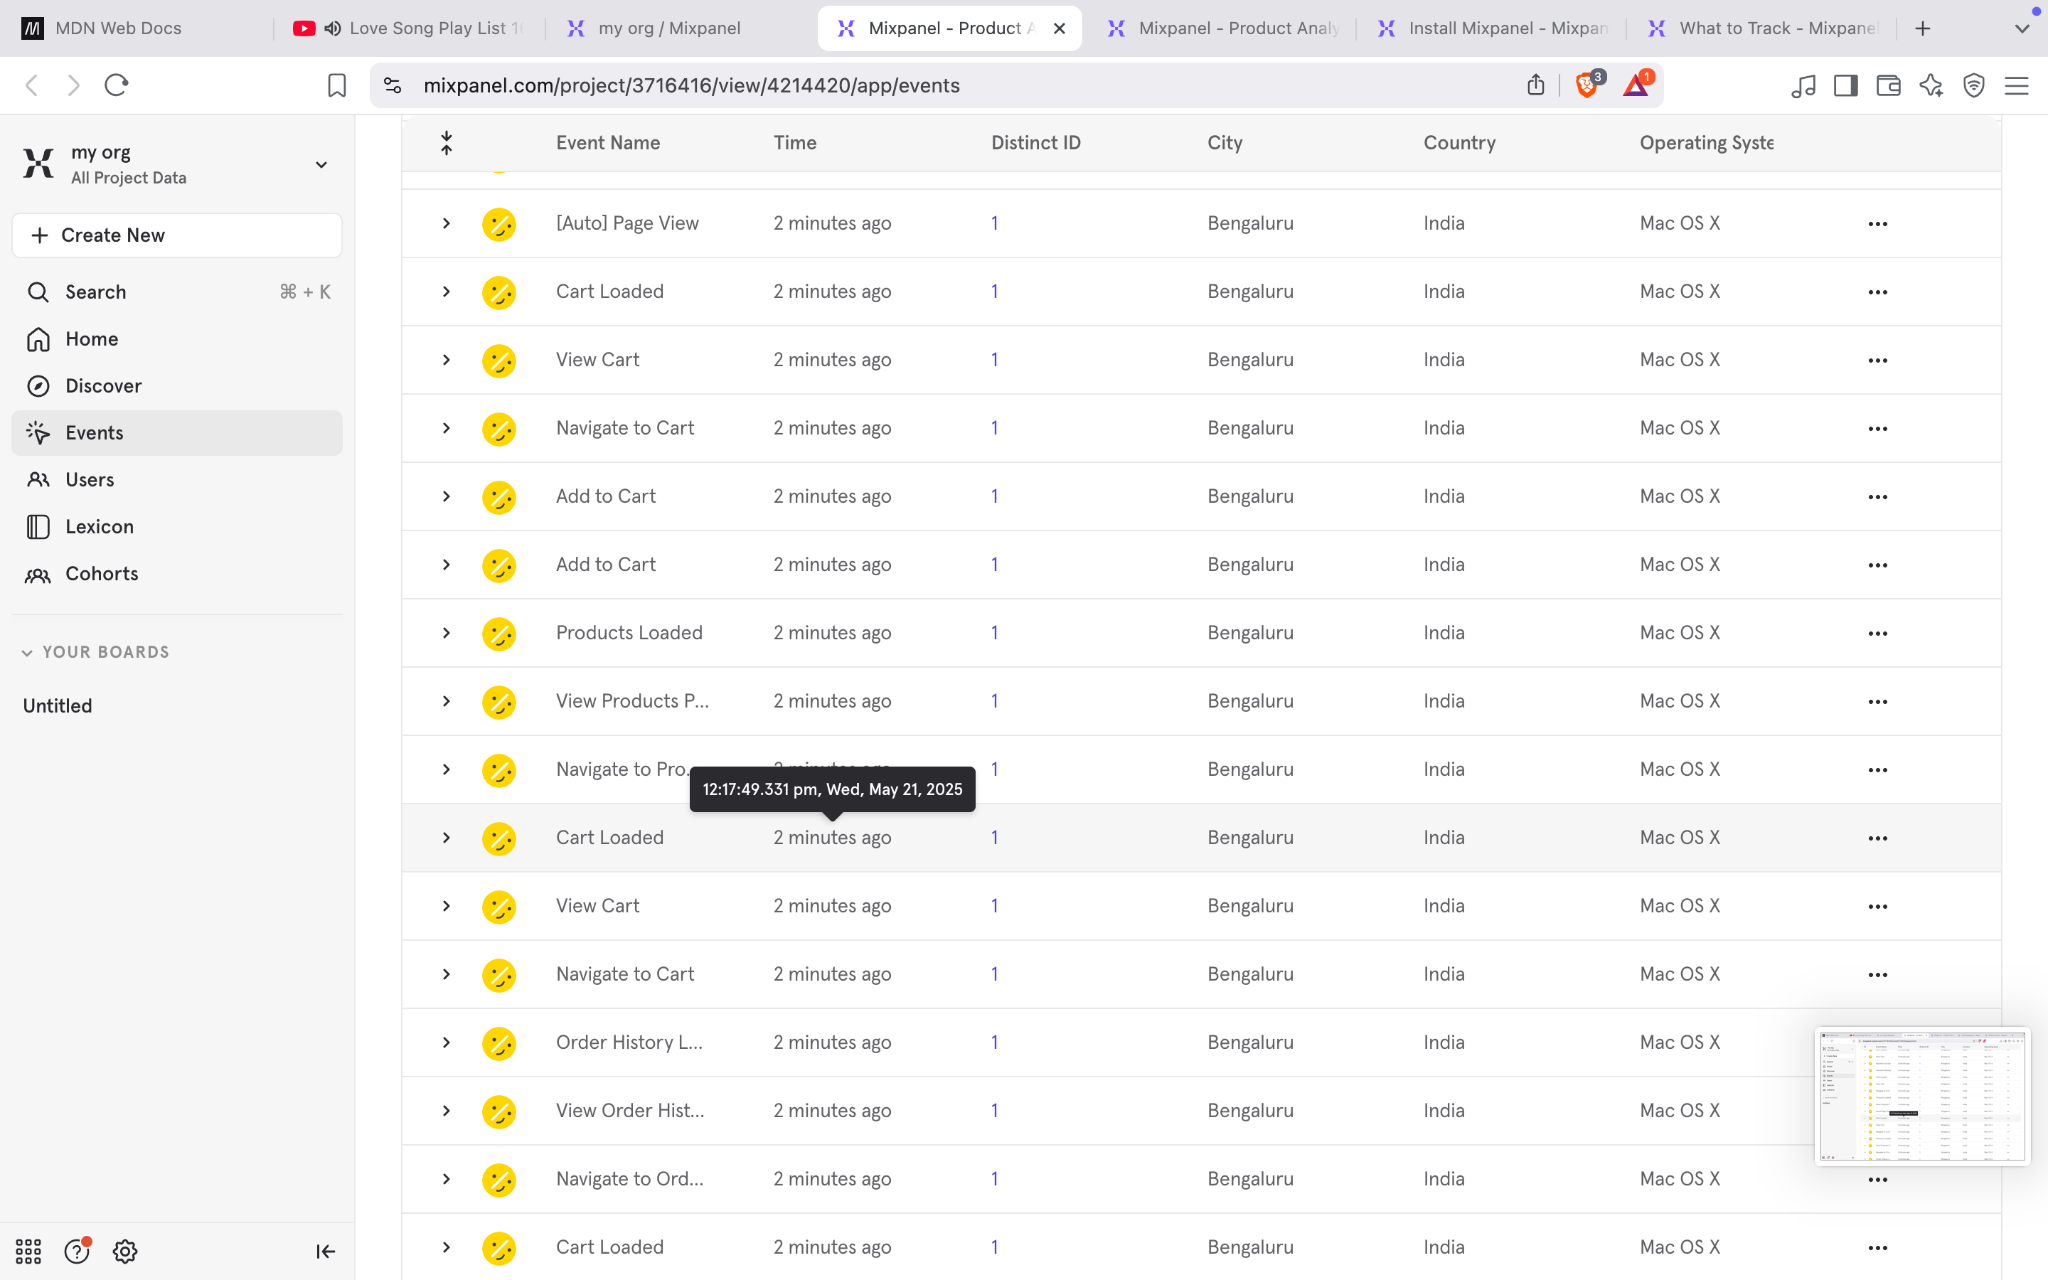 MDN Web Docs
Love Song Play List
my org / Mixpanel
Mixpanel - Product
Mixpanel - Product Analy
Install Mixpanel - Mixpan
What to Track - Mixpanel
mixpanel.com/project/3716416/view/4214420/app/events
3
1
my org
All Project Data
Create New
Search ⌘ + K
Home
Discover
Events
Users
Lexicon
Cohorts
YOUR BOARDS
Untitled
Event Name Time Distinct ID City Country Operating Syste
[Auto] Page View 2 minutes ago 1 Bengaluru India Mac OS X
Cart Loaded 2 minutes ago 1 Bengaluru India Mac OS X
View Cart 2 minutes ago 1 Bengaluru India Mac OS X
Navigate to Cart 2 minutes ago 1 Bengaluru India Mac OS X
Add to Cart 2 minutes ago 1 Bengaluru India Mac OS X
Add to Cart 2 minutes ago 1 Bengaluru India Mac OS X
Products Loaded 2 minutes ago 1 Bengaluru India Mac OS X
View Products P... 2 minutes ago 1 Bengaluru India Mac OS X
Navigate to Pro. 1 Bengaluru India Mac OS X
12:17:49.331 pm, Wed, May 21, 2025
Cart Loaded 2 minutes ago 1 Bengaluru India Mac OS X
View Cart 2 minutes ago 1 Bengaluru India Mac OS X
Navigate to Cart 2 minutes ago 1 Bengaluru India Mac OS X
Order History L... 2 minutes ago 1 Bengaluru India Mac OS X
View Order Hist... 2 minutes ago 1 Bengaluru India Mac OS X
Navigate to Ord... 2 minutes ago 1 Bengaluru India Mac OS X
Cart Loaded 2 minutes ago 1 Bengaluru India Mac OS X